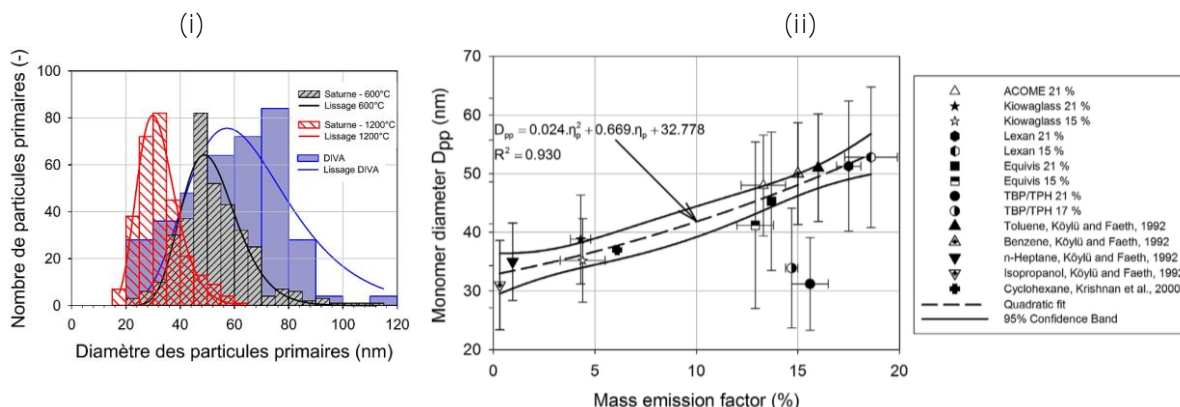 (i)
(ii)
Nombre de particules primaires (-)
100
80
60
40
20
0
0
20
40
60
80
100
120
Diamètre des particules primaires (nm)
Saturne - 600°C
Lissage 600°C
Saturne - 1200°C
Lissage 1200°C
DIVA
Lissage DIVA
Monomer diameter Dpp (nm)
70
60
50
40
30
20
0
5
10
15
20
Mass emission factor (%)
Dpp = 0.024.ηp² + 0.669.ηp + 32.778
R² = 0.930
ACOME 21 %
Kiowaglass 21 %
Kiowaglass 15 %
Lexan 21 %
Lexan 15 %
Equivis 21 %
Equivis 15 %
TBP/TPH 21 %
TBP/TPH 17 %
Toluene, Köylü and Faeth, 1992
Benzene, Köylü and Faeth, 1992
n-Heptane, Köylü and Faeth, 1992
Isopropanol, Köylü and Faeth, 1992
Cyclohexane, Krishnan et al., 2000
Quadratic fit
95% Confidence Band